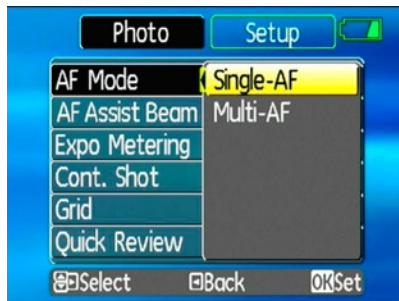 Photo Setup
AF Mode Single-AF
AF Assist Beam Multi-AF
Expo Metering
Cont. Shot
Grid
Quick Review
Select Back OK Set